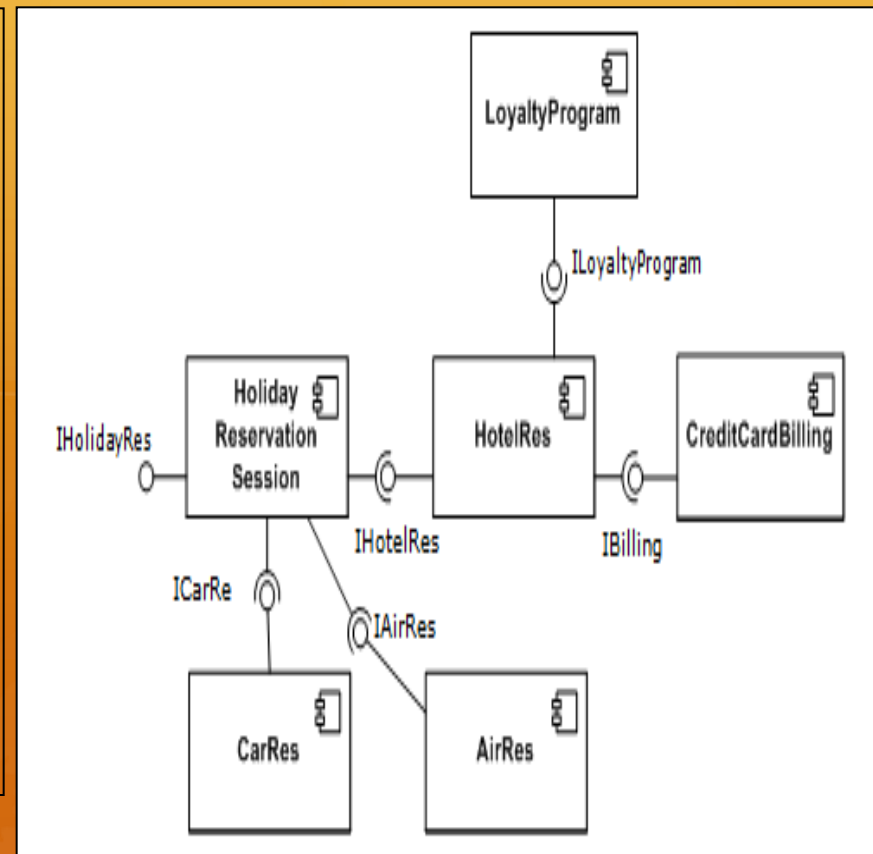 LoyaltyProgram
ILoyaltyProgram
Holiday
Reservation
Session
HotelRes
CreditCardBilling
IHolidayRes
IHotelRes
IBilling
ICarRe
IAirRes
CarRes
AirRes